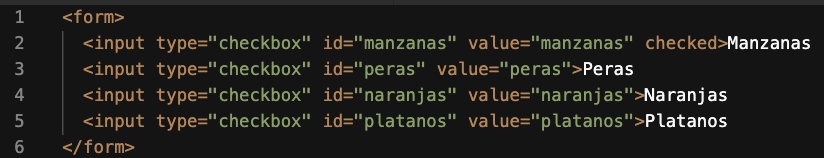 1 <form>
2 <input type="checkbox" id="manzanas" value="manzanas" checked>Manzanas
3 <input type="checkbox" id="peras" value="peras">Peras
4 <input type="checkbox" id="naranjas" value="naranjas">Naranjas
5 <input type="checkbox" id="platanos" value="platanos">Platanos
6 </form>